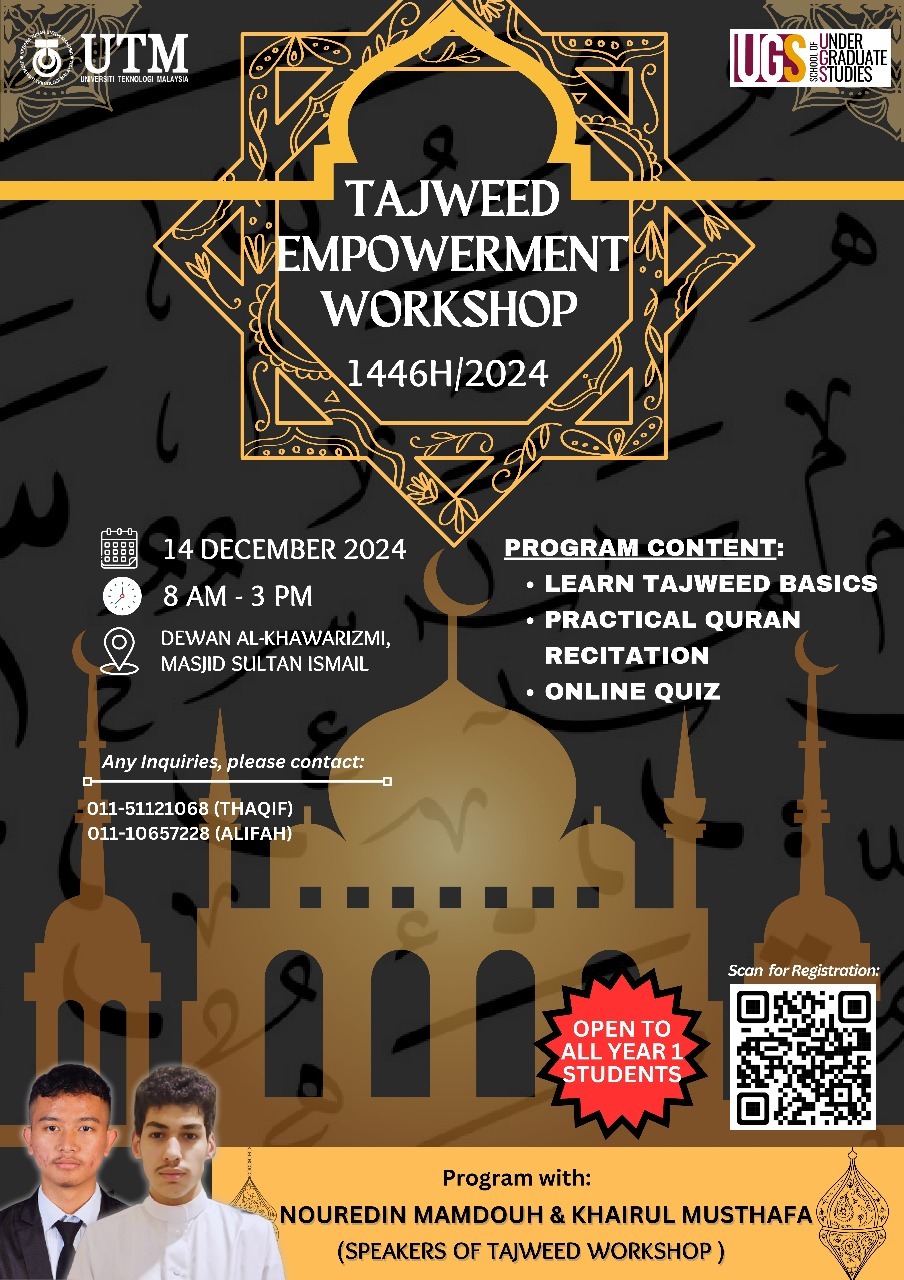 UTM
UNIVERSITI TEKNOLOGI MALAYSIA
UGS
SCHOOL OF
UNDER
GRADUATE
STUDIES
TAJWEED
EMPOWERMENT
WORKSHOP
1446H/2024
14 DECEMBER 2024
8 AM - 3 PM
DEWAN AL-KHAWARIZMI,
MASJID SULTAN ISMAIL
PROGRAM CONTENT:
• LEARN TAJWEED BASICS
• PRACTICAL QURAN
RECITATION
• ONLINE QUIZ
Any Inquiries, please contact:
011-51121068 (THAQIF)
011-10657228 (ALIFAH)
Scan for Registration:
OPEN TO
ALL YEAR 1
STUDENTS
Program with:
NOUREDIN MAMDOUH & KHAIRUL MUSTHAFA
(SPEAKERS OF TAJWEED WORKSHOP )